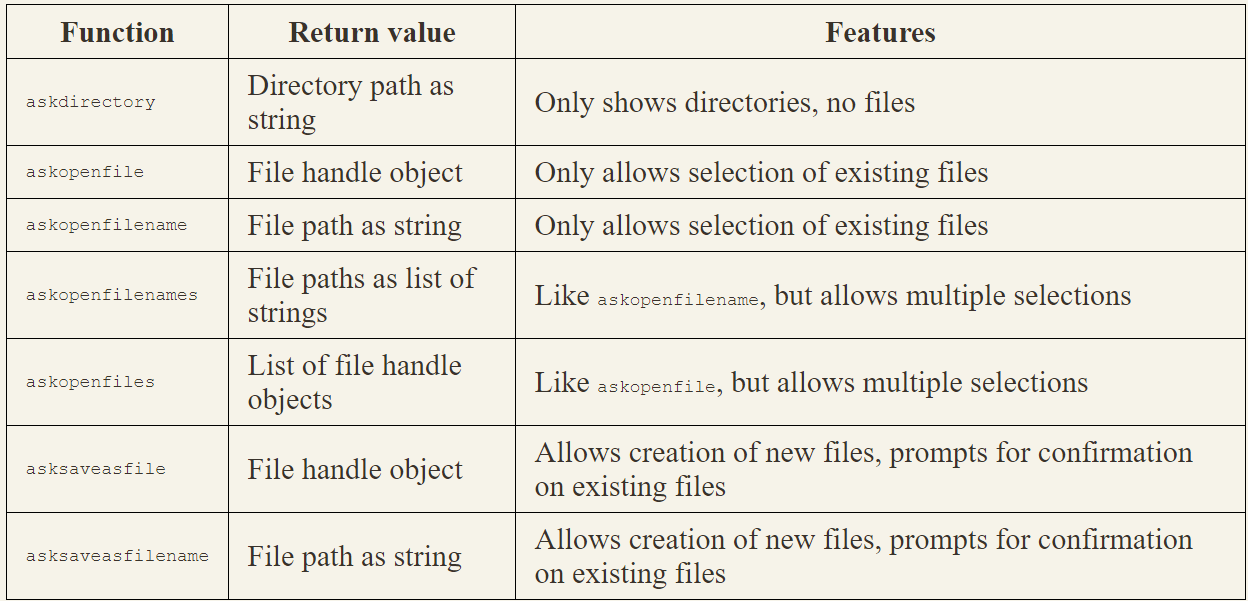 Function Return value Features
askdirectory Directory path as string Only shows directories, no files
askopenfile File handle object Only allows selection of existing files
askopenfilename File path as string Only allows selection of existing files
askopenfilenames File paths as list of strings Like askopenfilename, but allows multiple selections
askopenfiles List of file handle objects Like askopenfile, but allows multiple selections
asksaveasfile File handle object Allows creation of new files, prompts for confirmation on existing files
asksaveasfilename File path as string Allows creation of new files, prompts for confirmation on existing files